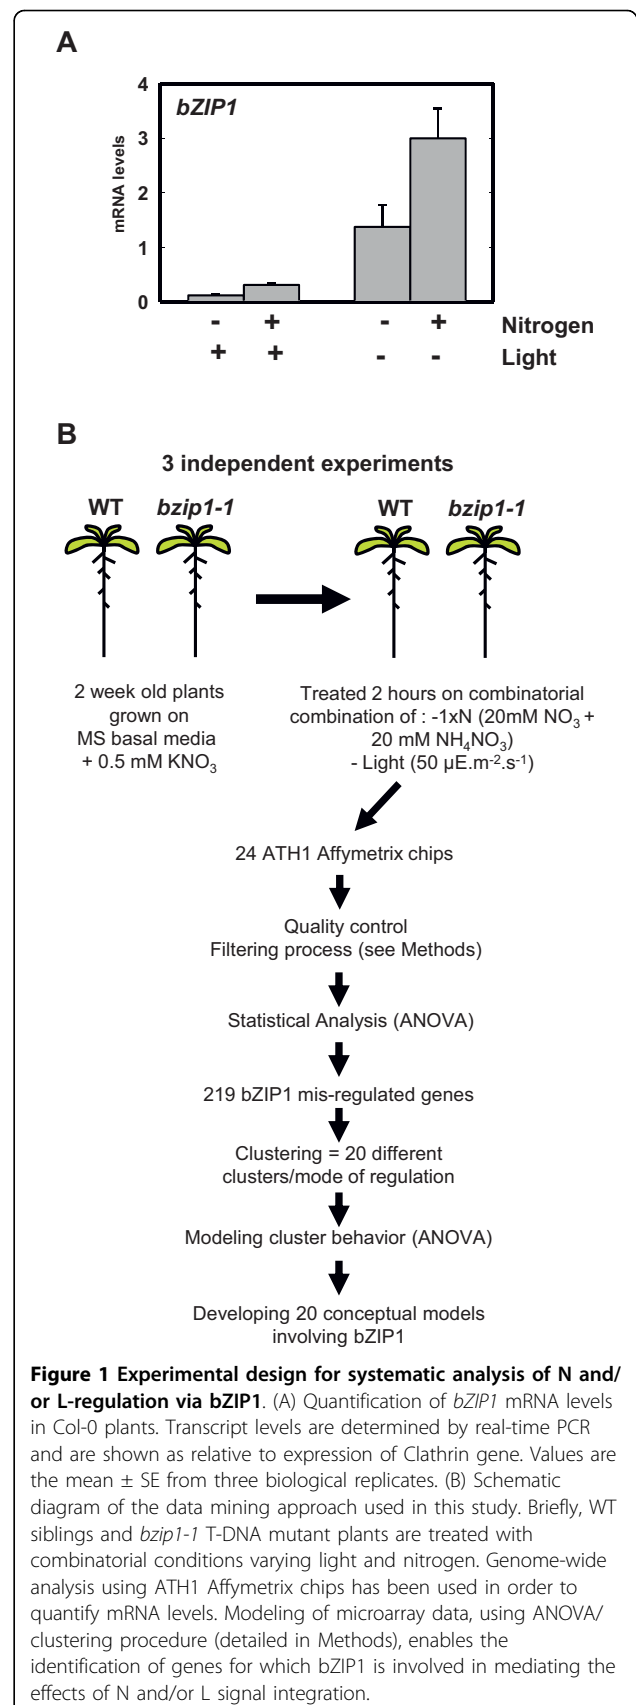 A
4
3
2
1
0
mRNA levels
bZIP1
- + - + Nitrogen
+ + - - Light
B
3 independent experiments
WT bzip1-1 WT bzip1-1
2 week old plants
grown on
MS basal media
+ 0.5 mM KNO3
Treated 2 hours on combinatorial
combination of : -1xN (20mM NO3 +
20 mM NH4NO3)
- Light (50 µE.m-2.s-1)
24 ATH1 Affymetrix chips
Quality control
Filtering process (see Methods)
Statistical Analysis (ANOVA)
219 bZIP1 mis-regulated genes
Clustering = 20 different
clusters/mode of regulation
Modeling cluster behavior (ANOVA)
Developing 20 conceptual models
involving bZIP1
Figure 1 Experimental design for systematic analysis of N and/
or L-regulation via bZIP1. (A) Quantification of bZIP1 mRNA levels
in Col-0 plants. Transcript levels are determined by real-time PCR
and are shown as relative to expression of Clathrin gene. Values are
the mean ± SE from three biological replicates. (B) Schematic
diagram of the data mining approach used in this study. Briefly, WT
siblings and bzip1-1 T-DNA mutant plants are treated with
combinatorial conditions varying light and nitrogen. Genome-wide
analysis using ATH1 Affymetrix chips has been used in order to
quantify mRNA levels. Modeling of microarray data, using ANOVA/
clustering procedure (detailed in Methods), enables the
identification of genes for which bZIP1 is involved in mediating the
effects of N and/or L signal integration.